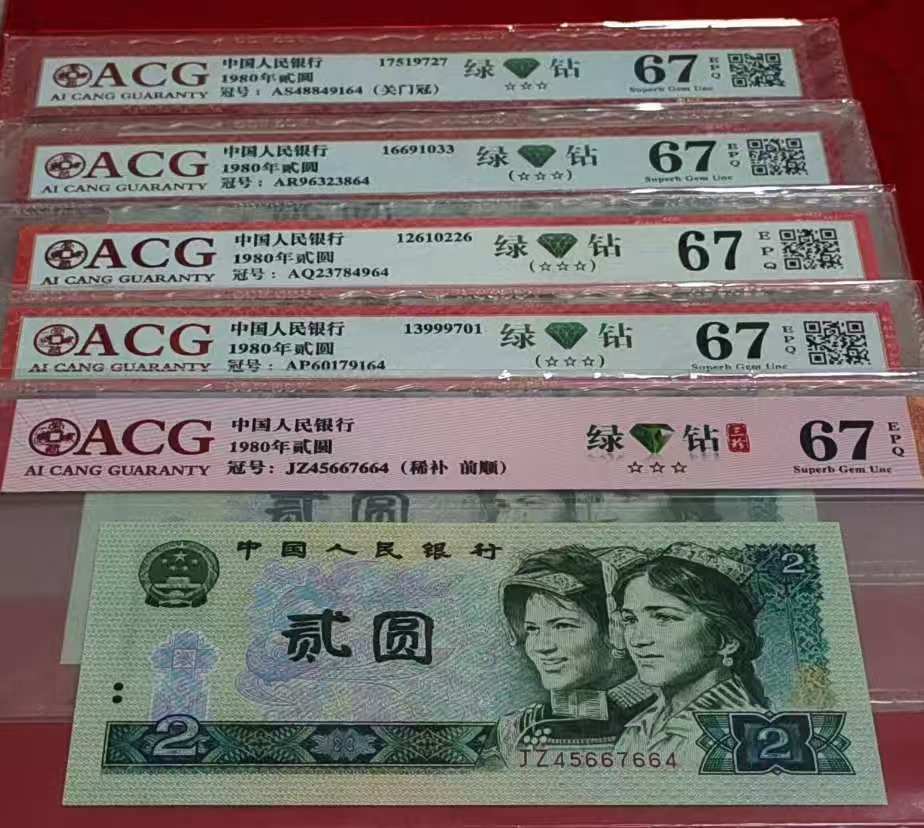 ACG
AI CANG GUARANTY
中国人民银行 17519727
1980年贰圆
冠号: AS48849164 (关门冠)
绿 钻
☆☆☆
67
EPQ
Superb Gem Unc
ACG
AI CANG GUARANTY
中国人民银行 16691033
1980年贰圆
冠号: AR96323864
绿 钻
(☆☆☆)
67
EPQ
Superb Gem Unc
ACG
AI CANG GUARANTY
中国人民银行 12610226
1980年贰圆
冠号: AQ23784964
绿 钻
(☆☆☆)
67
EPQ
ACG
AI CANG GUARANTY
中国人民银行 13999701
1980年贰圆
冠号: AP60179164
绿 钻
(☆☆☆)
67
EPQ
Superb Gem Unc
ACG
AI CANG GUARANTY
中国人民银行
1980年贰圆
冠号: JZ45667664 (稀补 前顺)
绿 钻
☆☆☆
67
EPQ
Superb Gem Unc
贰圆
中国人民银行
2
贰圆
2
JZ45667664
2